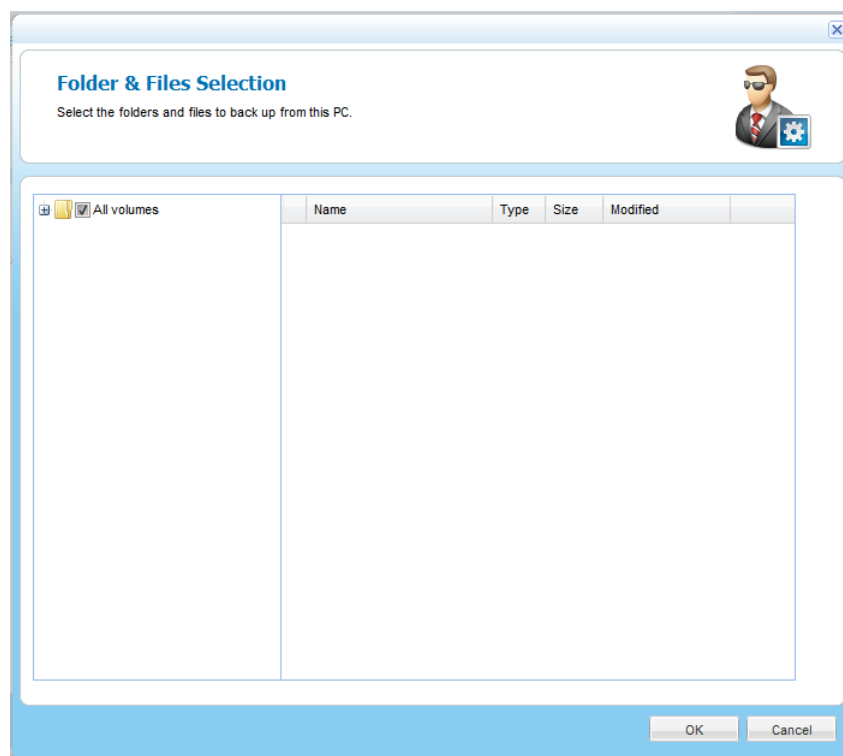 Folder & Files Selection
Select the folders and files to back up from this PC.
All volumes
Name Type Size Modified
OK Cancel